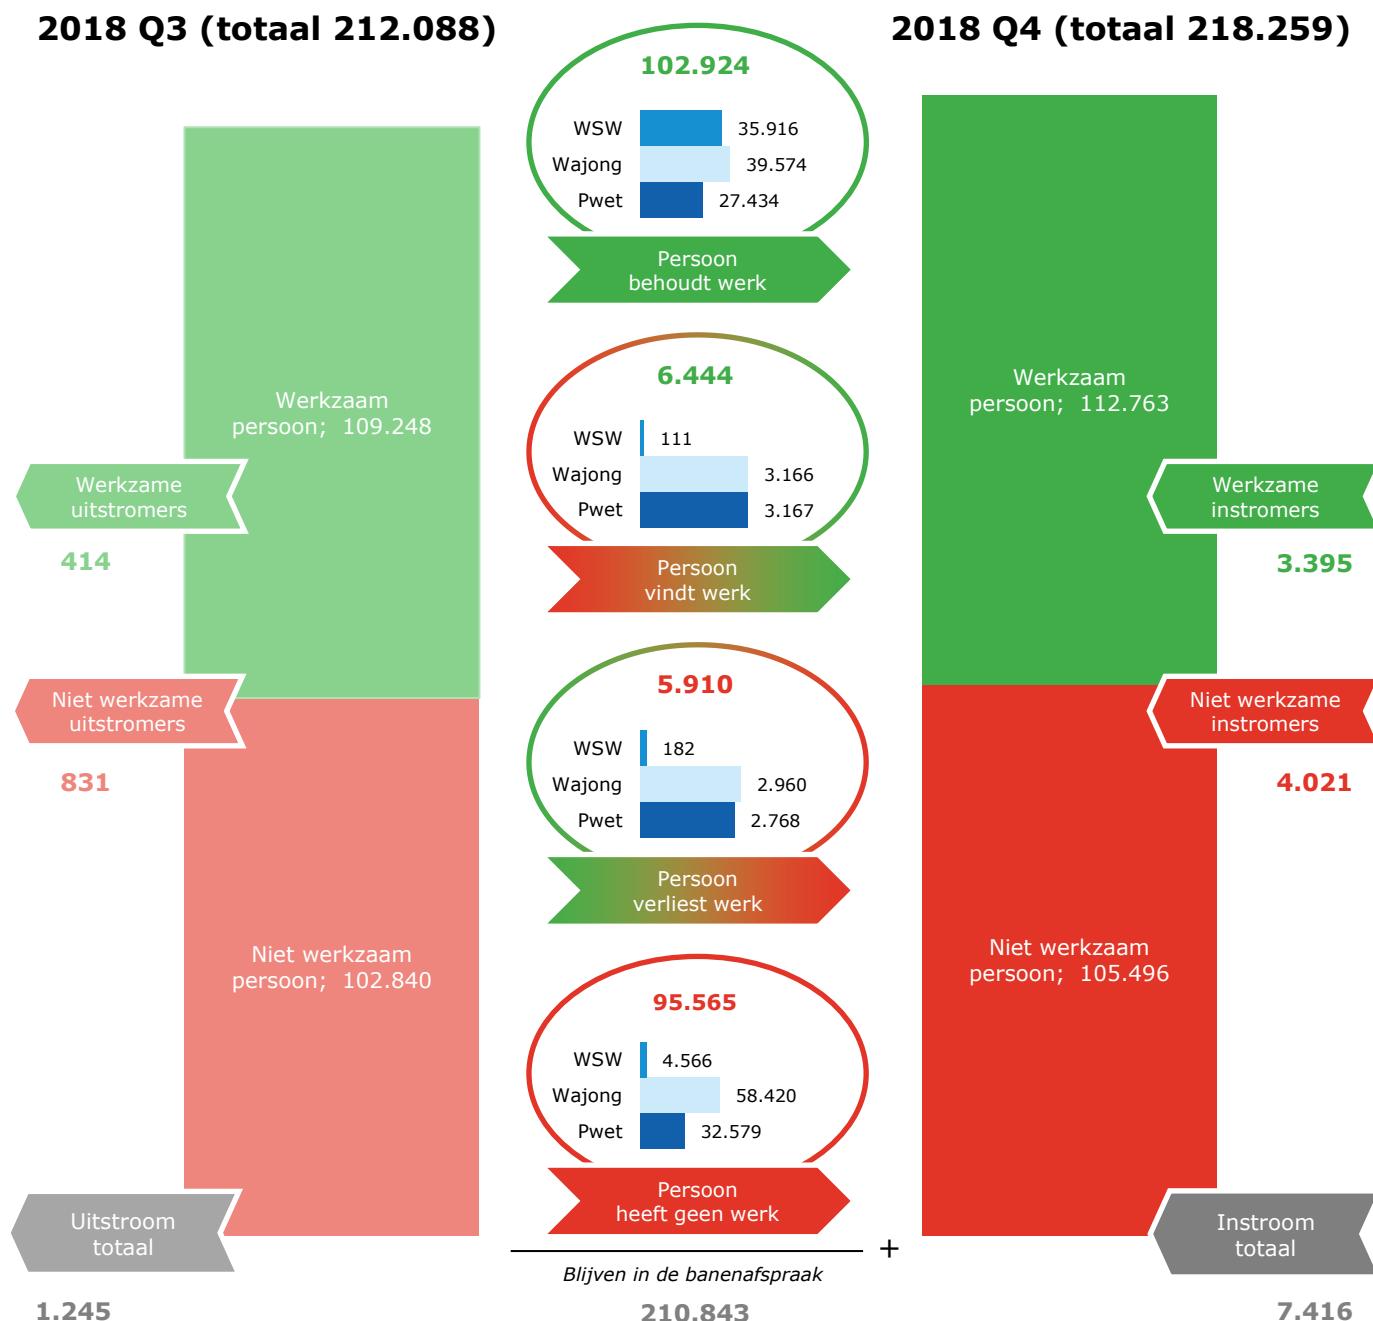 2018 Q3 (totaal 212.088)
2018 Q4 (totaal 218.259)
102.924
WSW 35.916
Wajong 39.574
Pwet 27.434
Persoon
behoudt werk
6.444
WSW 111
Wajong 3.166
Pwet 3.167
Persoon
vindt werk
5.910
WSW 182
Wajong 2.960
Pwet 2.768
Persoon
verliest werk
95.565
WSW 4.566
Wajong 58.420
Pwet 32.579
Persoon
heeft geen werk
Werkzaam
persoon; 109.248
Werkzame
uitstromers
414
Niet werkzame
uitstromers
831
Niet werkzaam
persoon; 102.840
Uitstroom
totaal
1.245
Werkzaam
persoon; 112.763
Werkzame
instromers
3.395
Niet werkzame
instromers
4.021
Niet werkzaam
persoon; 105.496
Instroom
totaal
7.416
+
Blijven in de banenafspraak
210.843